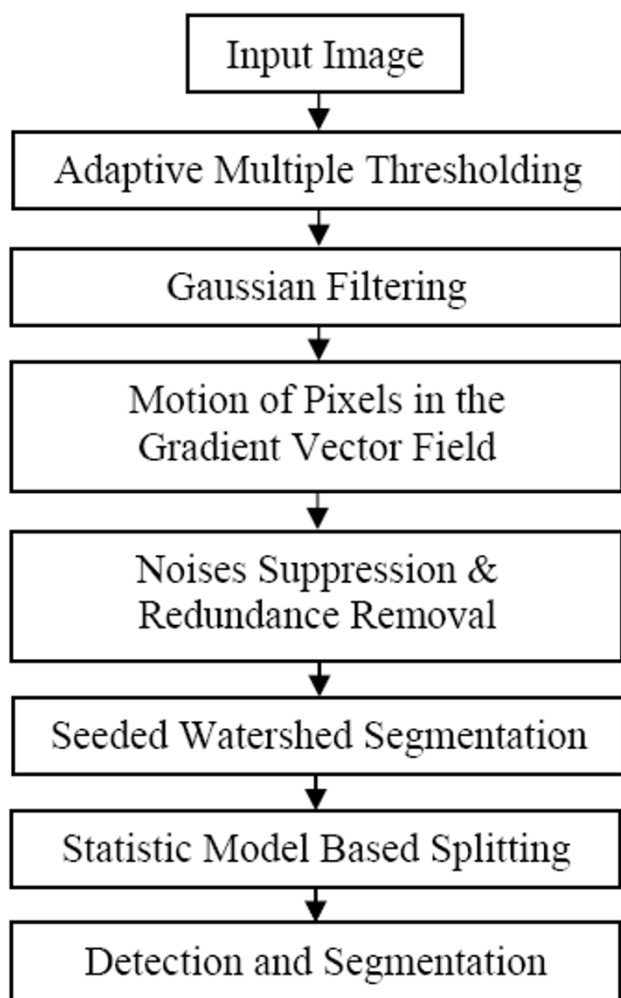 Input Image
Adaptive Multiple Thresholding
Gaussian Filtering
Motion of Pixels in the
Gradient Vector Field
Noises Suppression &
Redundance Removal
Seeded Watershed Segmentation
Statistic Model Based Splitting
Detection and Segmentation